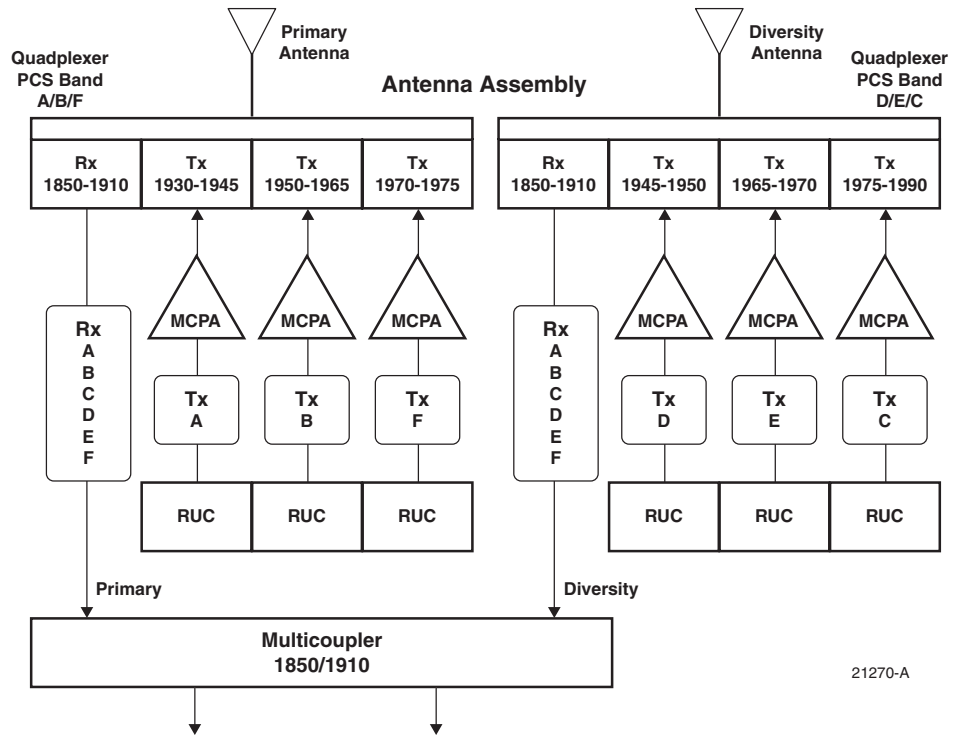 Primary
Antenna
Diversity
Antenna
Quadplexer
PCS Band
A/B/F
Antenna Assembly
Quadplexer
PCS Band
D/E/C
Rx
1850-1910
Tx
1930-1945
Tx
1950-1965
Tx
1970-1975
Rx
1850-1910
Tx
1945-1950
Tx
1965-1970
Tx
1975-1990
MCPA
MCPA
MCPA
MCPA
MCPA
MCPA
Rx
A
B
C
D
E
F
Tx
A
Tx
B
Tx
F
Rx
A
B
C
D
E
F
Tx
D
Tx
E
Tx
C
RUC
RUC
RUC
RUC
RUC
RUC
Primary
Diversity
Multicoupler
1850/1910
21270-A